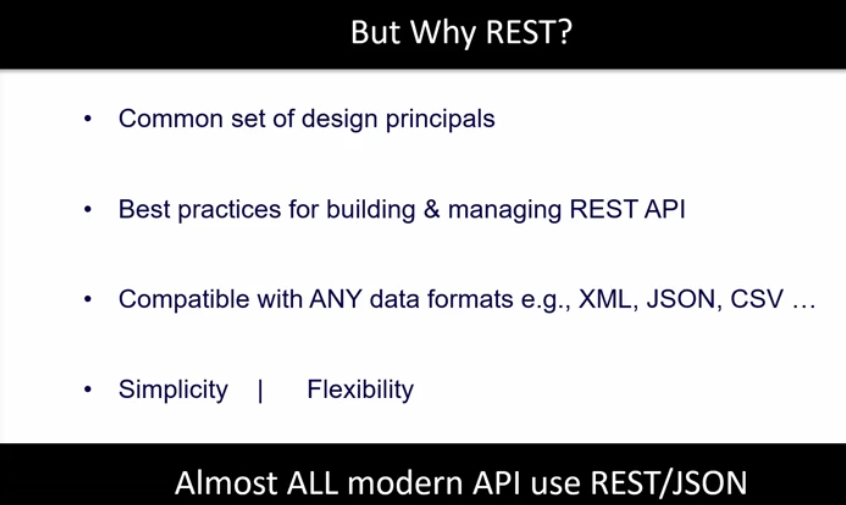 But Why REST?
• Common set of design principals
• Best practices for building & managing REST API
• Compatible with ANY data formats e.g., XML, JSON, CSV …
• Simplicity | Flexibility
Almost ALL modern API use REST/JSON